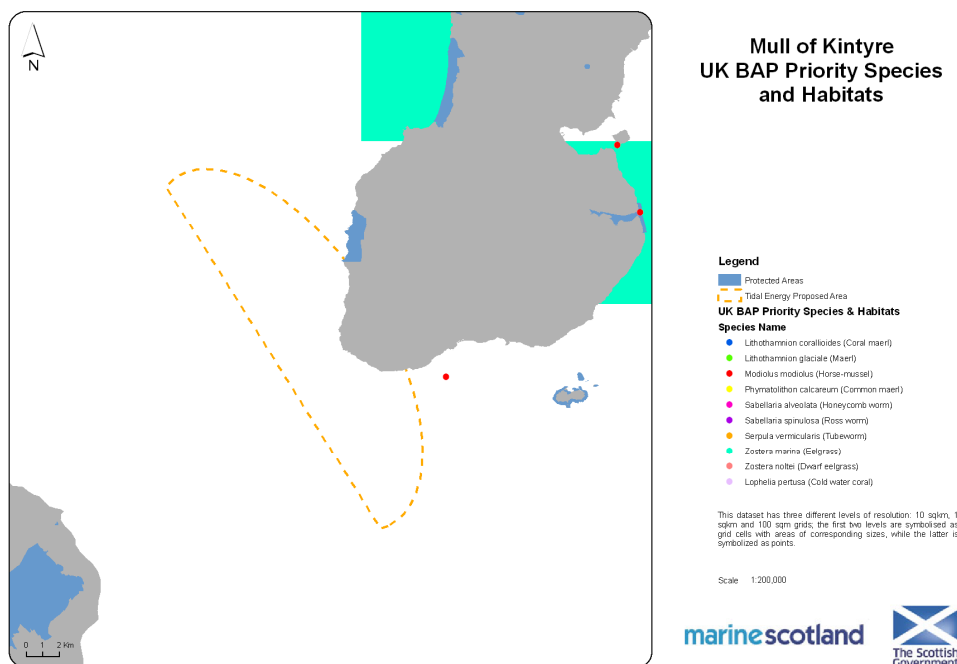 Mull of Kintyre
UK BAP Priority Species
and Habitats
N
Legend
Protected Areas
Tidal Energy Proposed Area
UK BAP Priority Species & Habitats
Species Name
Lithothamnion corallioides (Coral maerl)
Lithothamnion glaciale (Maerl)
Modiolus modiolus (Horse-mussel)
Phymatolithon calcareum (Common maerl)
Sabellaria alveolata (Honeycomb worm)
Sabellaria spinulosa (Ross worm)
Serpula vermicularis (Tubeworm)
Zostera marina (Eelgrass)
Zostera noltei (Dwarf eelgrass)
Lophelia pertusa (Cold water coral)
This dataset has three different levels of resolution: 10 sqkm, 1
sqkm and 100 sqm grids; the first two levels are symbolised as
grid cells with areas of corresponding sizes, while the latter is
symbolized as points.
Scale 1:200,000
0 1 2 Km
marinescotland
The Scottish
Government